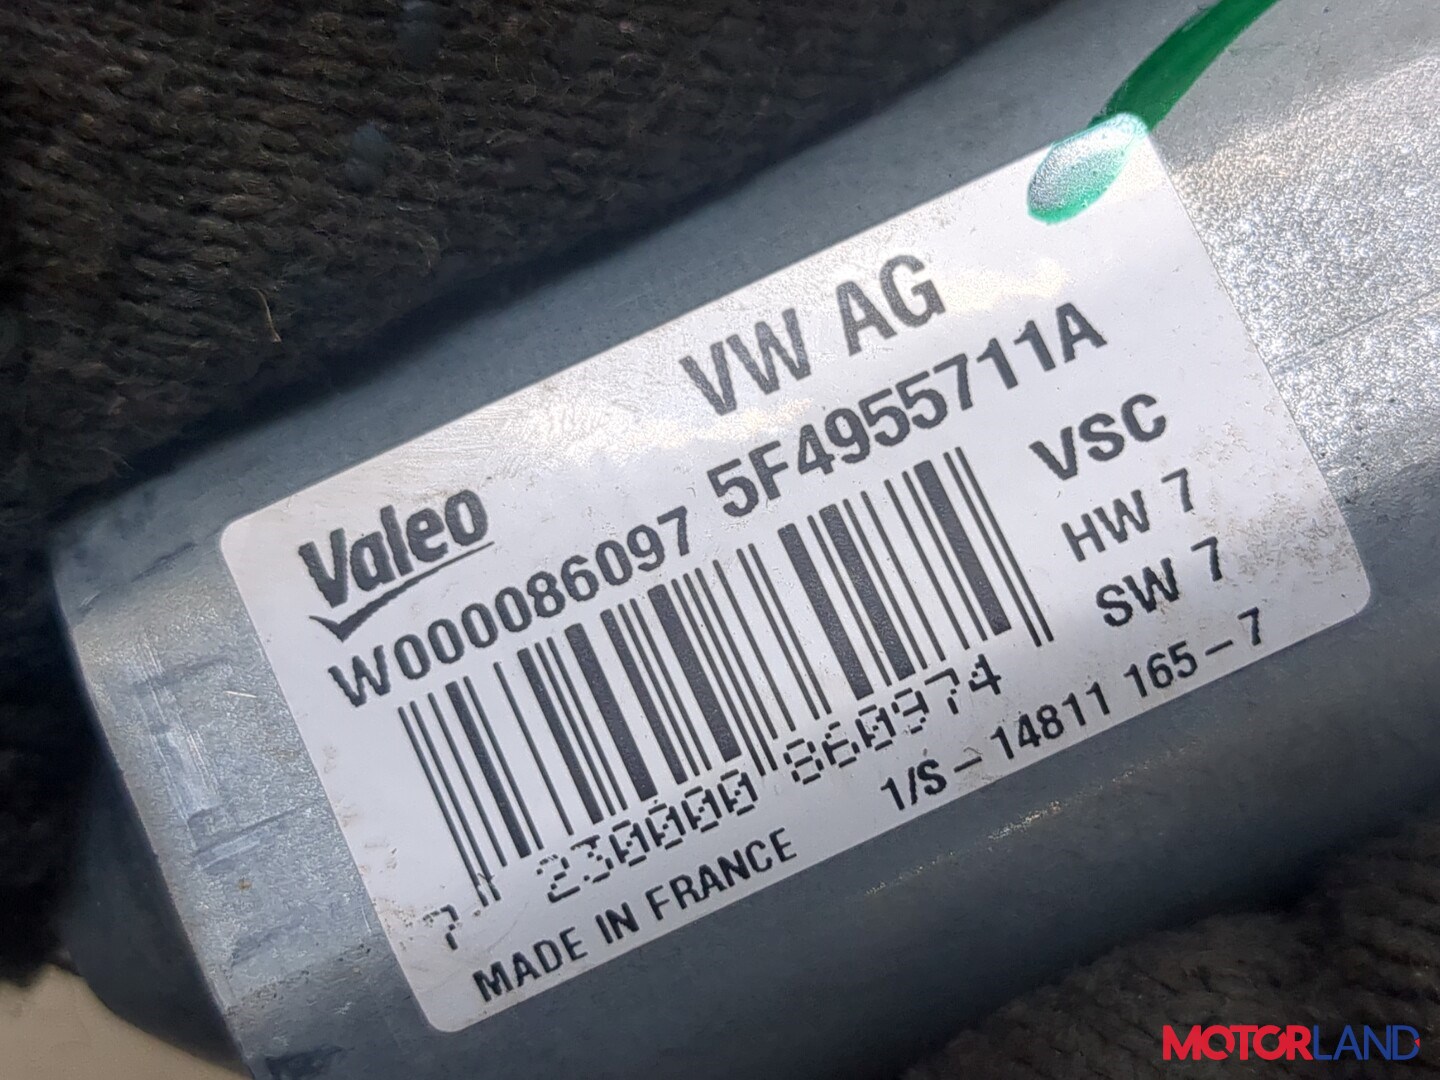 VW AG
Valeo
W000086097 5F4955711A
VSC
HW 7
SW 7
7 230000 860974
1/S-14811 165-7
MADE IN FRANCE
MOTORLAND